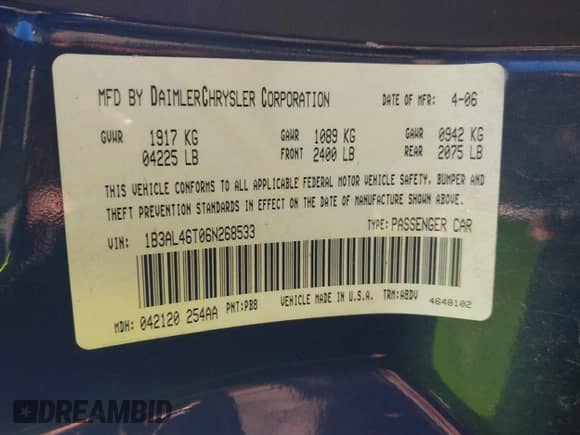 MFD BY DAIMLERCHRYSLER CORPORATION DATE OF MFR: 4-06
GVWR 1917 KG GAWR 1089 KG GAWR 0942 KG
04225 LB FRONT 2400 LB REAR 2075 LB
THIS VEHICLE CONFORMS TO ALL APPLICABLE FEDERAL MOTOR VEHICLE SAFETY, BUMPER AND
THEFT PREVENTION STANDARDS IN EFFECT ON THE DATE OF MANUFACTURE SHOWN ABOVE.
VIN: 1B3AL46T06N268533 TYPE: PASSENGER CAR
MDH: 042120 254AA PNT: PB8 VEHICLE MADE IN U.S.A. TRM: ABDV 4648102
DREAMBID